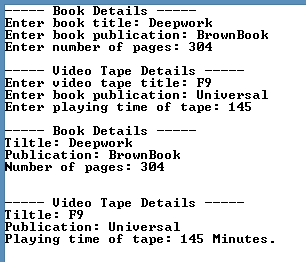 ----- Book Details -----
Enter book title: Deepwork
Enter book publication: BrownBook
Enter number of pages: 304
----- Video Tape Details -----
Enter video tape title: F9
Enter book publication: Universal
Enter playing time of tape: 145
----- Book Details -----
Tiltle: Deepwork
Publication: BrownBook
Number of pages: 304
----- Video Tape Details -----
Tiltle: F9
Publication: Universal
Playing time of tape: 145 Minutes.